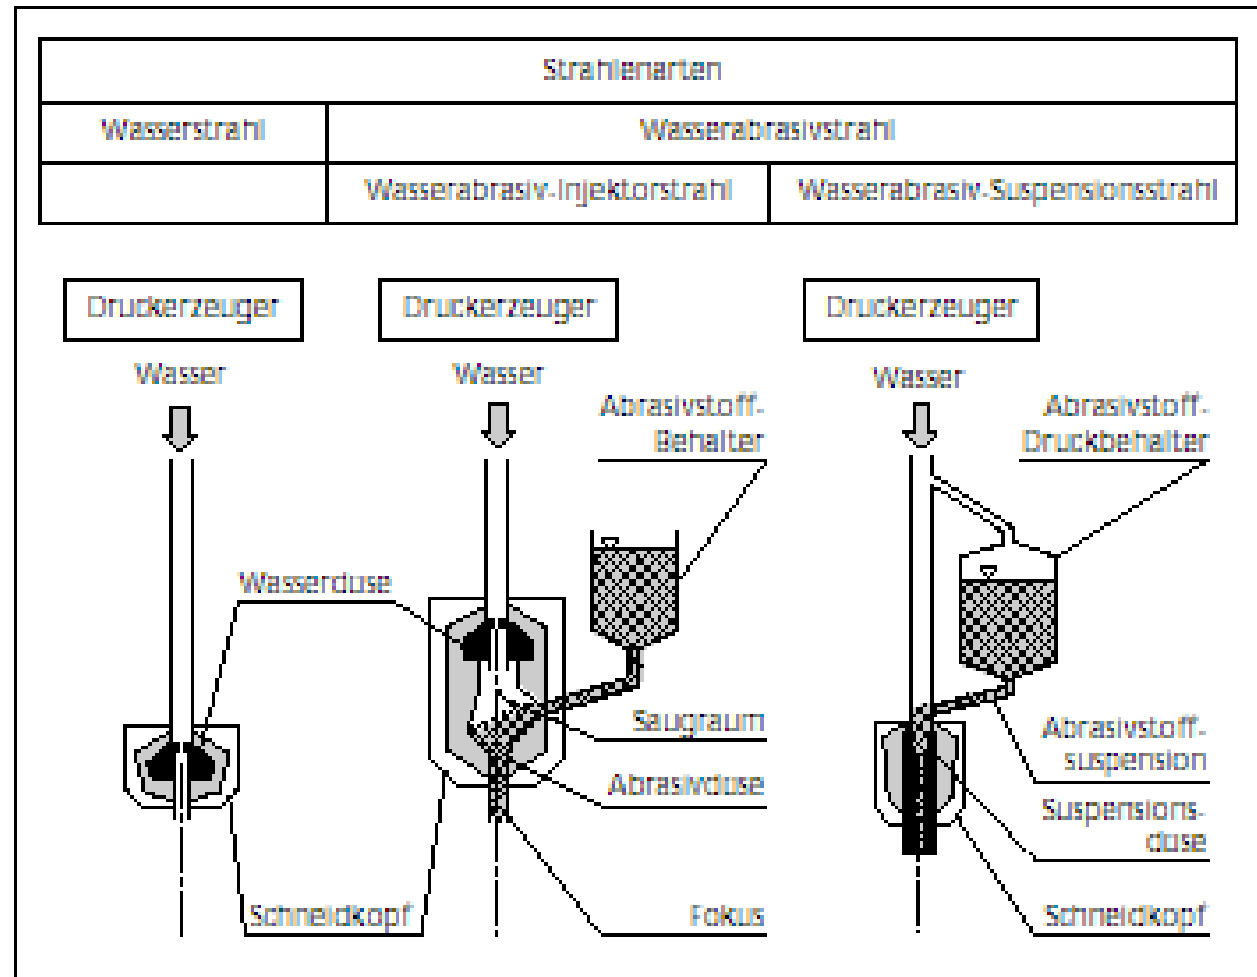 Strahlenarten
Wasserstrahl
Wasserabrasivstrahl
Wasserabrasiv-Injektorstrahl
Wasserabrasiv-Suspensionsstrahl
Druckerzeuger
Druckerzeuger
Druckerzeuger
Wasser
Wasser
Wasser
Abrasivstoff-
Behalter
Abrasivstoff-
Druckbehalter
Wasserduse
Saugraum
Abrasivduse
Abrasivstoff-
suspension
Suspensions-
duse
Schneidkopf
Fokus
Schneidkopf